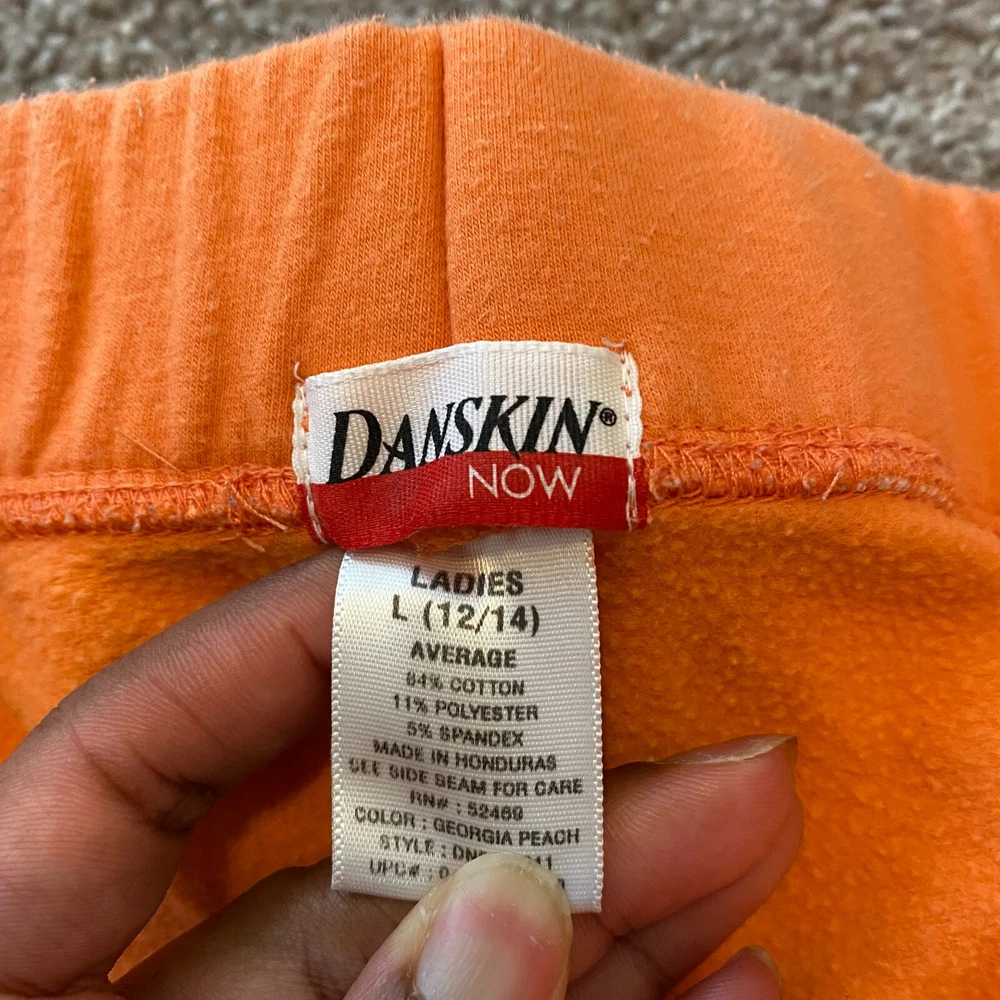 DANSKIN®
NOW
LADIES
L (12/14)
AVERAGE
84% COTTON
11% POLYESTER
5% SPANDEX
MADE IN HONDURAS
SEE SIDE SEAM FOR CARE
RN# : 52469
COLOR : GEORGIA PEACH
STYLE :
UPC# :